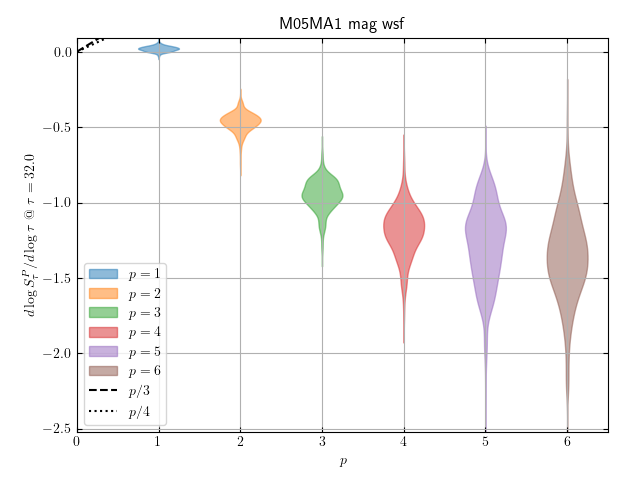 M05MA1 mag wsf
d log S_τ^P / d log τ @ τ = 32.0
0.0
−0.5
−1.0
−1.5
−2.0
−2.5
p = 1
p = 2
p = 3
p = 4
p = 5
p = 6
p/3
p/4
0 1 2 3 4 5 6
p